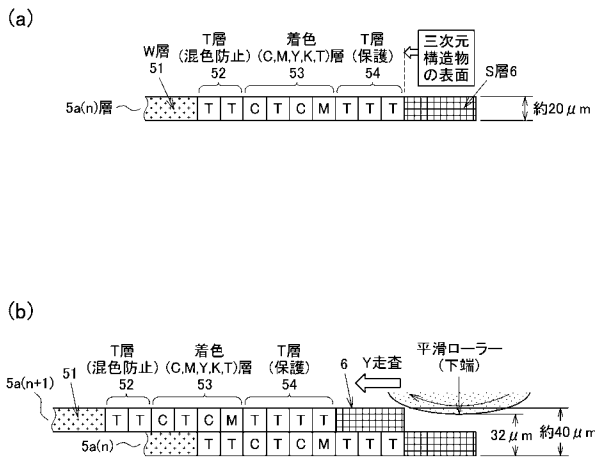 (a)
T層 着色 T層
(混色防止) (C,M,Y,K,T)層 (保護)
W層
51 52 53 54
三次元
構造物
の表面
S層6
5a(n)層
T T C T C M T T T
約20μm
(b)
T層 着色 T層
(混色防止) (C,M,Y,K,T)層 (保護)
51 52 53 54 6
Y走査
平滑ローラー
(下端)
5a(n+1)
T T C T C M T T T T
5a(n)
T T C T C M T T T
32μm 約40μm